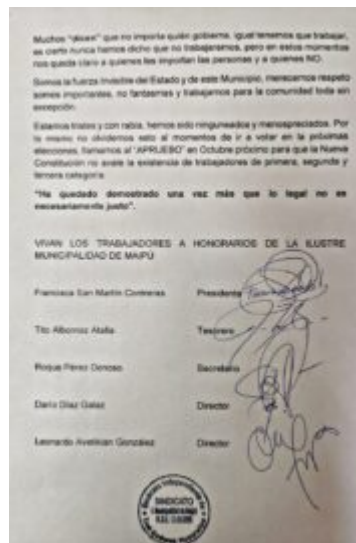 Muchos "dicen" que no importa quién gobierna, igual tenemos que trabajar,
es cierto nunca hemos dicho que no trabajaremos, pero en estos momentos
nos queda claro a quienes les importan las personas y a quienes NO.
Somos la fuerza invisible del Estado y de este Municipio, merecemos respeto
somos importantes, no fantasmas y trabajamos para la comunidad toda sin
excepción.
Estamos tristes y con rabia, hemos sido ninguneados y menospreciados. Por
lo mismo no olvidemos esto al momentos de ir a votar en la próximas
elecciones, llamamos al "APRUEBO" en Octubre próximo para que la Nueva
Constitución no avale la existencia de trabajadores de primera, segunda y
tercera categoría.
"Ha quedado demostrado una vez más que lo legal no es
necesariamente justo".
VIVAN LOS TRABAJADORES A HONORARIOS DE LA ILUSTRE
MUNICIPALIDAD DE MAIPÚ
Francisca San Martín Contreras Presidenta
Tito Albornoz Atalla Tesorero
Roque Pérez Donoso Secretario
Darío Díaz Galaz Director
Leonardo Avetikian González Director
SINDICATO